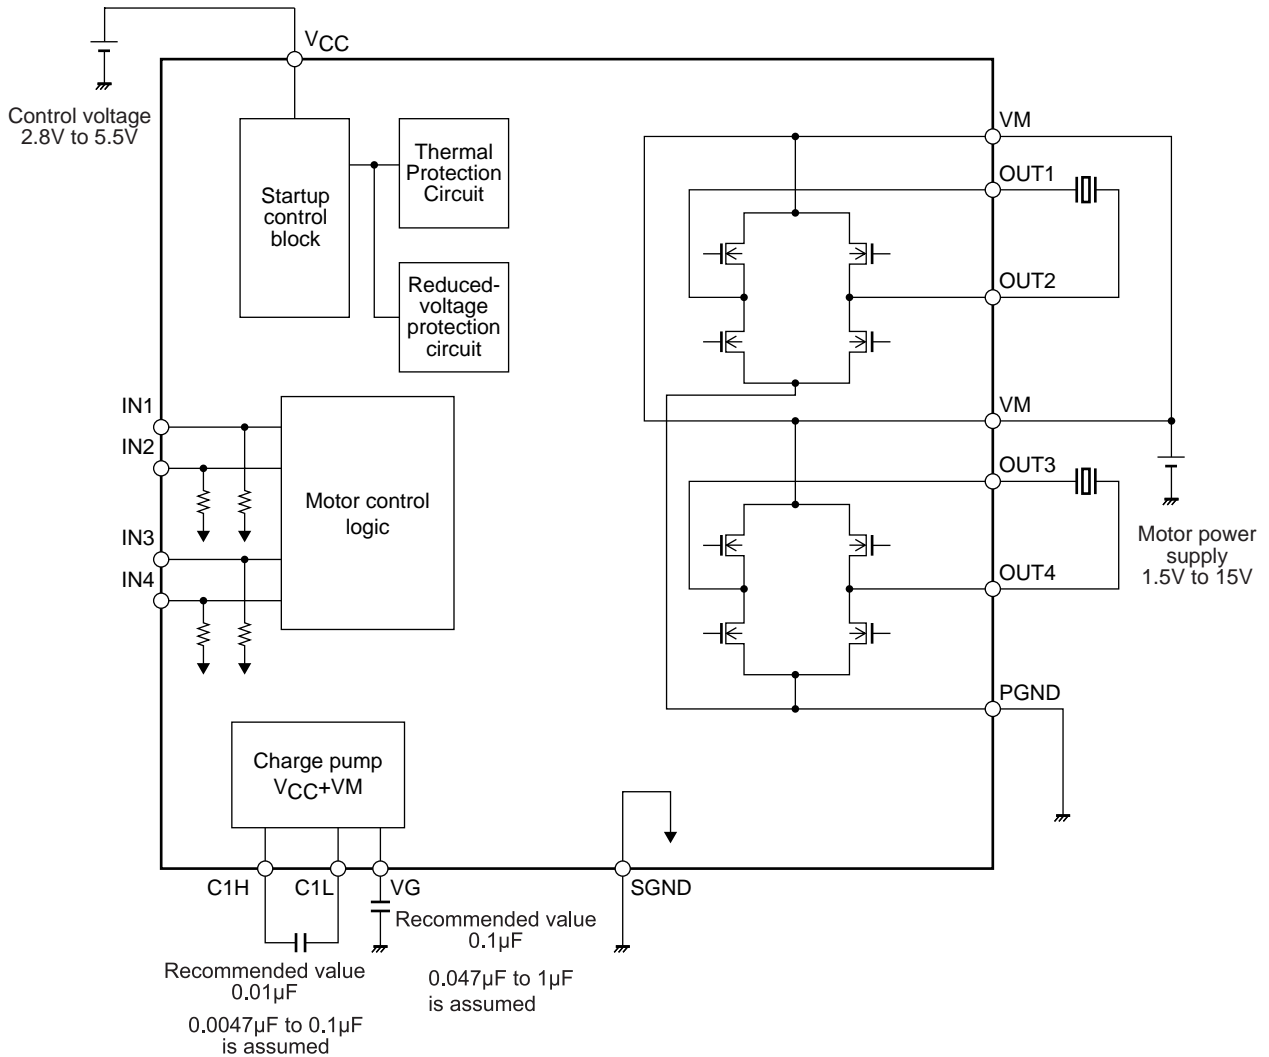 VCC
Control voltage
2.8V to 5.5V
Startup
control
block
Thermal
Protection
Circuit
Reduced-
voltage
protection
circuit
VM
OUT1
OUT2
VM
OUT3
OUT4
Motor power
supply
1.5V to 15V
PGND
IN1
IN2
IN3
IN4
Motor control
logic
Charge pump
VCC+VM
C1H
C1L
VG
SGND
Recommended value
0.1µF
0.047µF to 1µF
is assumed
Recommended value
0.01µF
0.0047µF to 0.1µF
is assumed